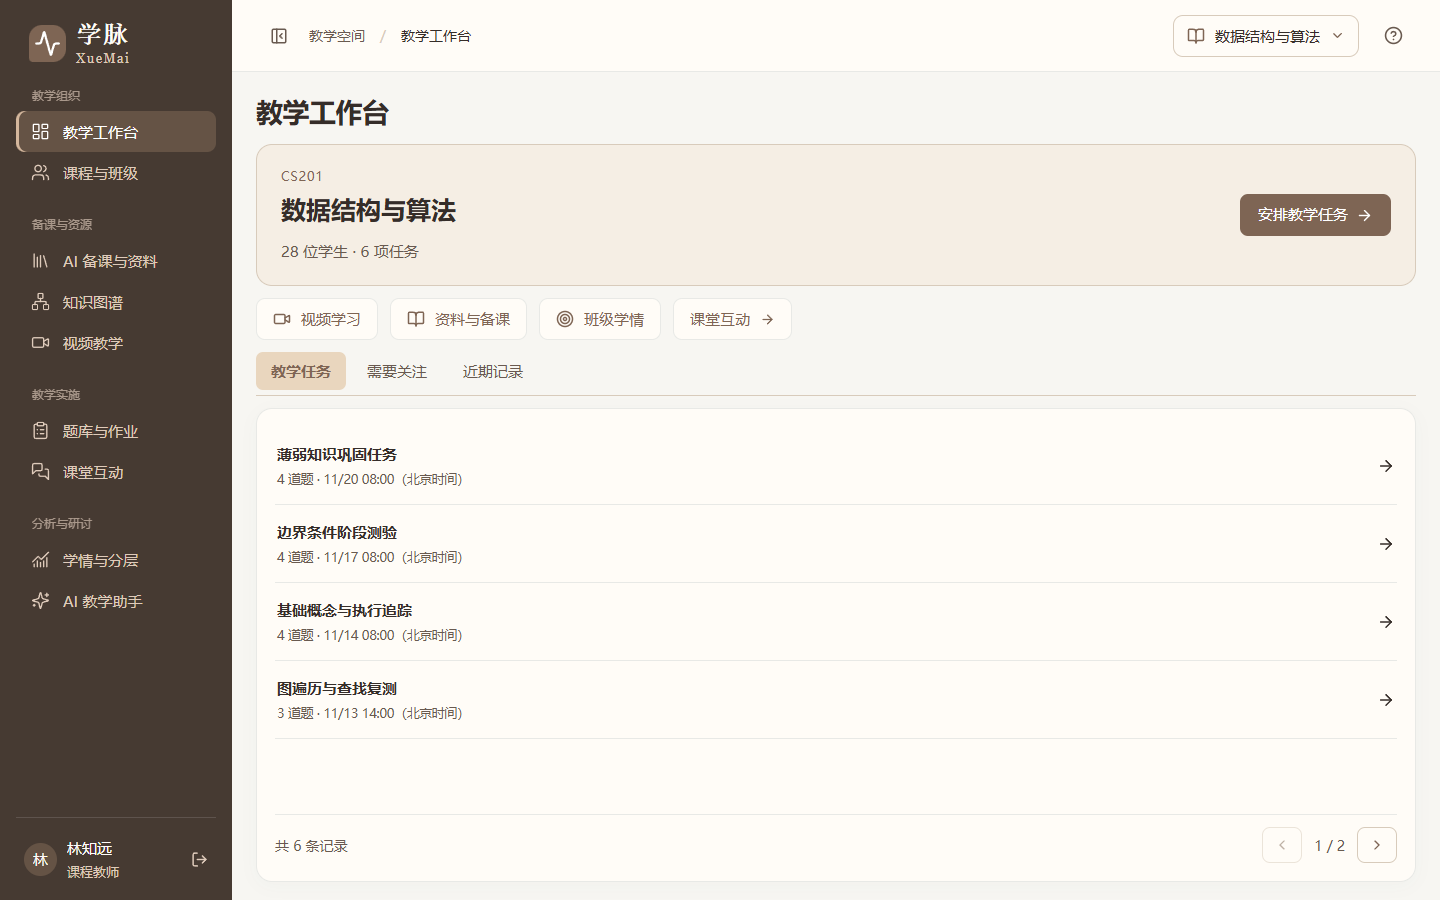 学脉
XueMai
教学组织
教学工作台
课程与班级
备课与资源
AI 备课与资料
知识图谱
视频教学
教学实施
题库与作业
课堂互动
分析与研讨
学情与分层
AI 教学助手
林
林知远
课程教师
教学空间 / 教学工作台
数据结构与算法
教学工作台
CS201
数据结构与算法
28 位学生 · 6 项任务
安排教学任务
视频学习
资料与备课
班级学情
课堂互动
教学任务
需要关注
近期记录
薄弱知识巩固任务
4 道题 · 11/20 08:00（北京时间）
边界条件阶段测验
4 道题 · 11/17 08:00（北京时间）
基础概念与执行追踪
4 道题 · 11/14 08:00（北京时间）
图遍历与查找复测
3 道题 · 11/13 14:00（北京时间）
共 6 条记录
1 / 2